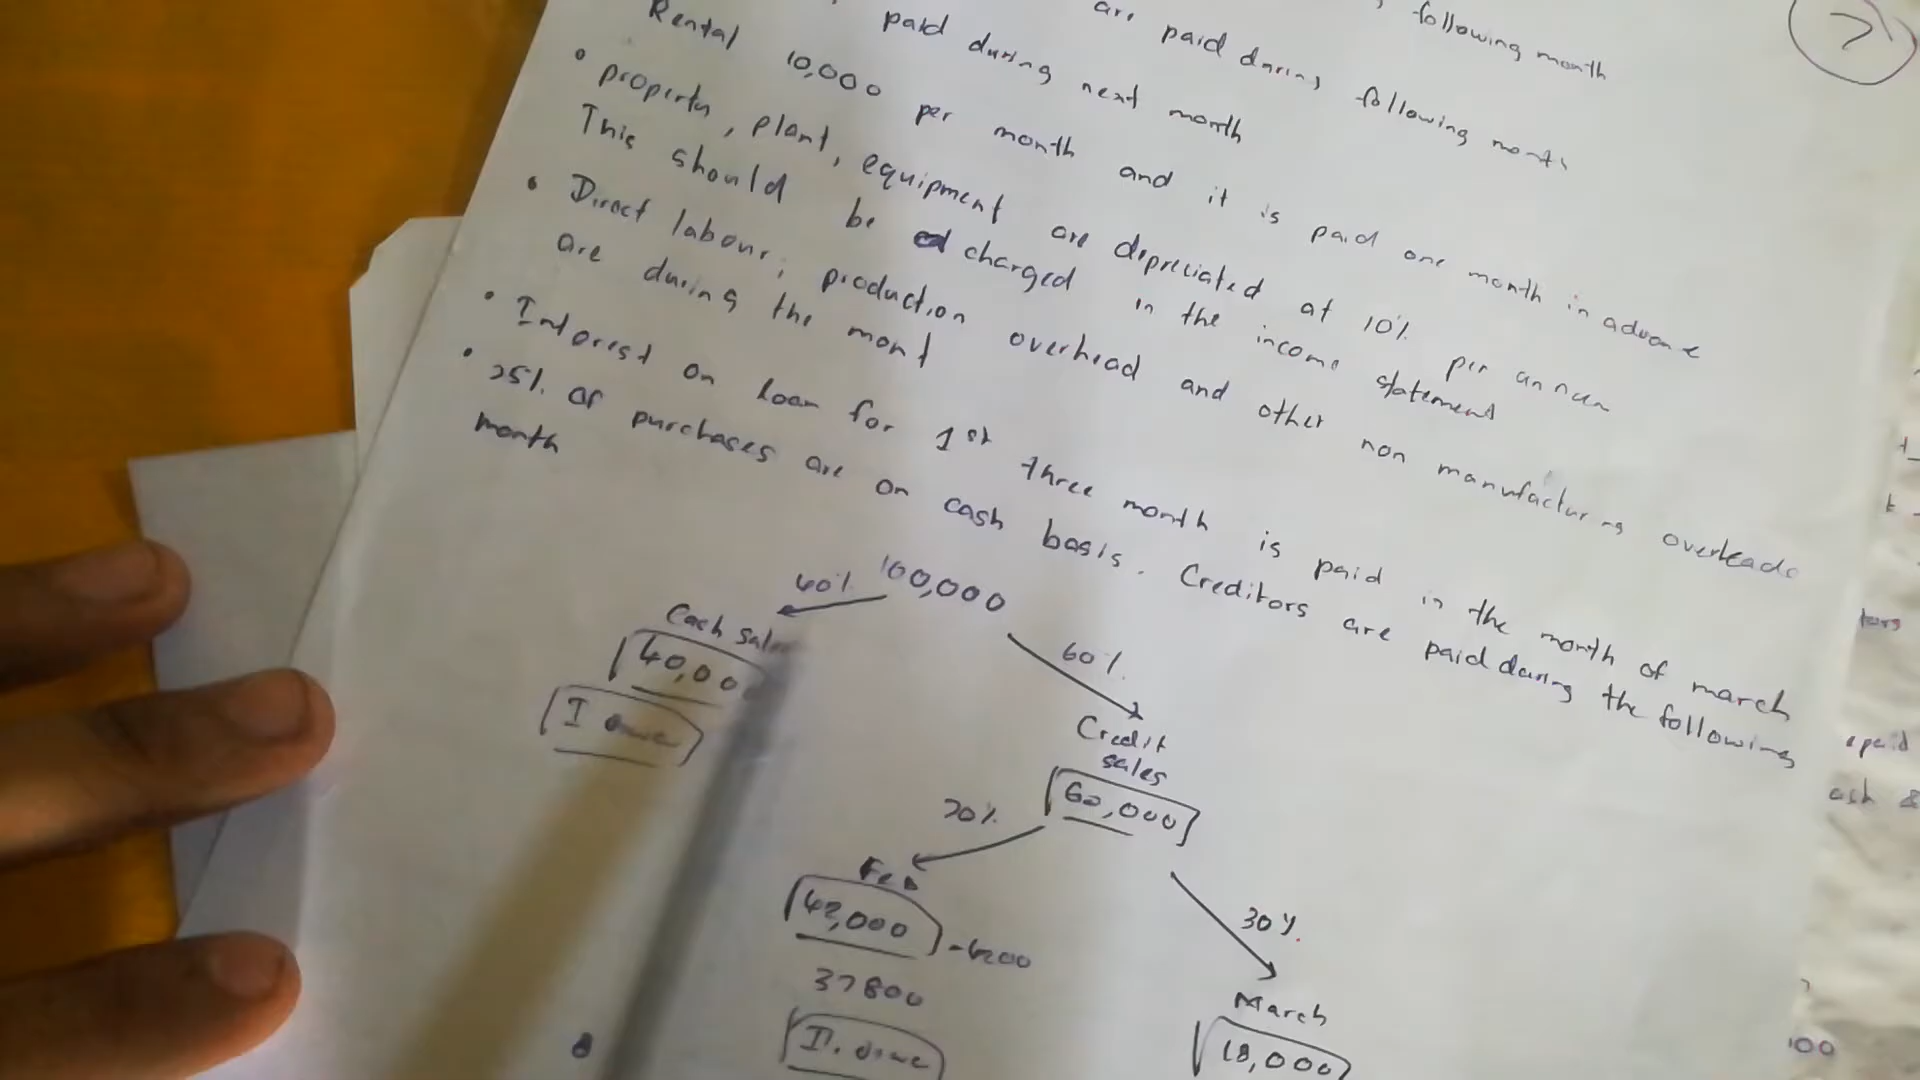 following month
are paid during following month
paid during next month
Rental 10,000 per month and it is paid one month in advance
• property, plant, equipment are depreciated at 10% per annum
This should be charged in the income statement
• Direct labour, production overhead and other non manufacturing overheads
are during the mont
• Interest on loan for 1st three month is paid in the month of march
• 25% of purchases are on cash basis. Creditors are paid during the following
month
7
100,000
40%
60%
Cash sales
40,000
Credit
sales
60,000
70%
30%
Feb
42,000 -4200
37800
March
18,000
100